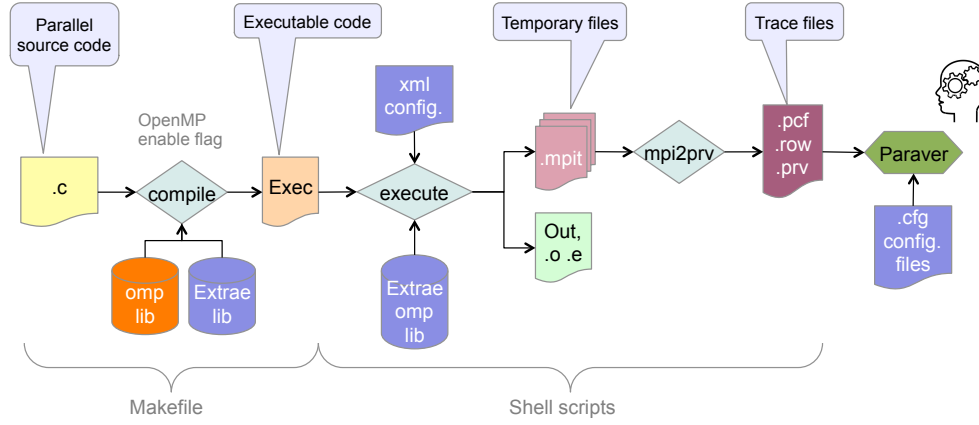 Parallel
source code
Executable code
Temporary files
Trace files
OpenMP
enable flag
xml
config.
.c
compile
Exec
execute
.mpit
mpi2prv
.pcf
.row
.prv
Paraver
Out,
.o .e
.cfg
config.
files
omp
lib
Extrae
lib
Extrae
omp
lib
Makefile
Shell scripts